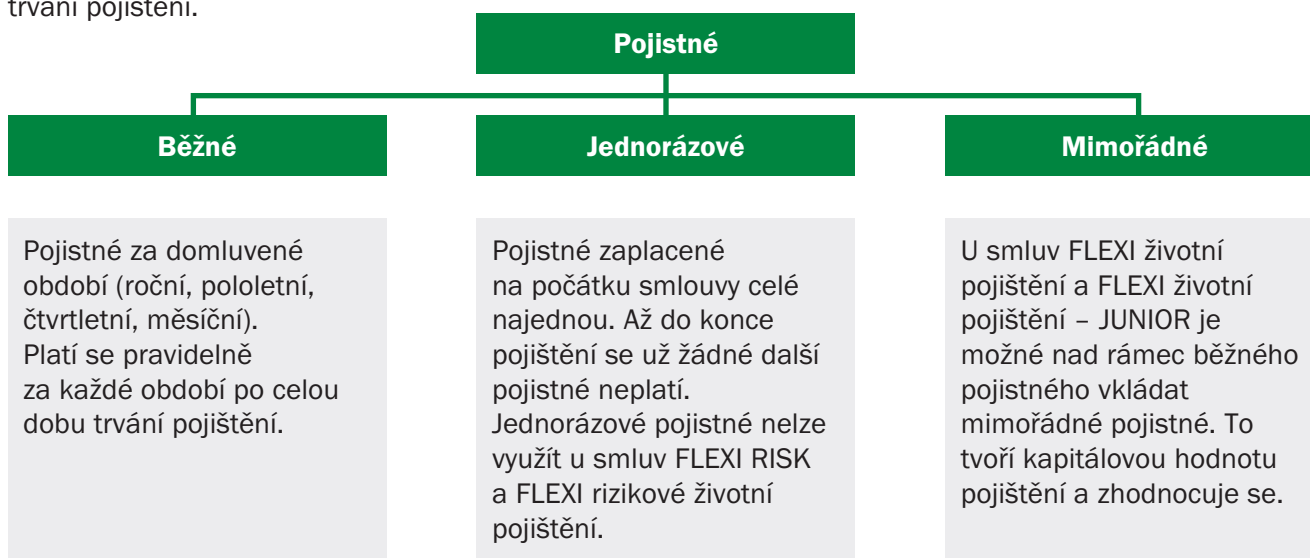 trvání pojištění.
Pojistné
Běžné
Pojistné za domluvené
období (roční, pololetní,
čtvrtletní, měsíční).
Platí se pravidelně
za každé období po celou
dobu trvání pojištění.
Jednorázové
Pojistné zaplacené
na počátku smlouvy celé
najednou. Až do konce
pojištění se už žádné další
pojistné neplatí.
Jednorázové pojistné nelze
využít u smluv FLEXI RISK
a FLEXI rizikové životní
pojištění.
Mimořádné
U smluv FLEXI životní
pojištění a FLEXI životní
pojištění – JUNIOR je
možné nad rámec běžného
pojistného vkládat
mimořádné pojistné. To
tvoří kapitálovou hodnotu
pojištění a zhodnocuje se.